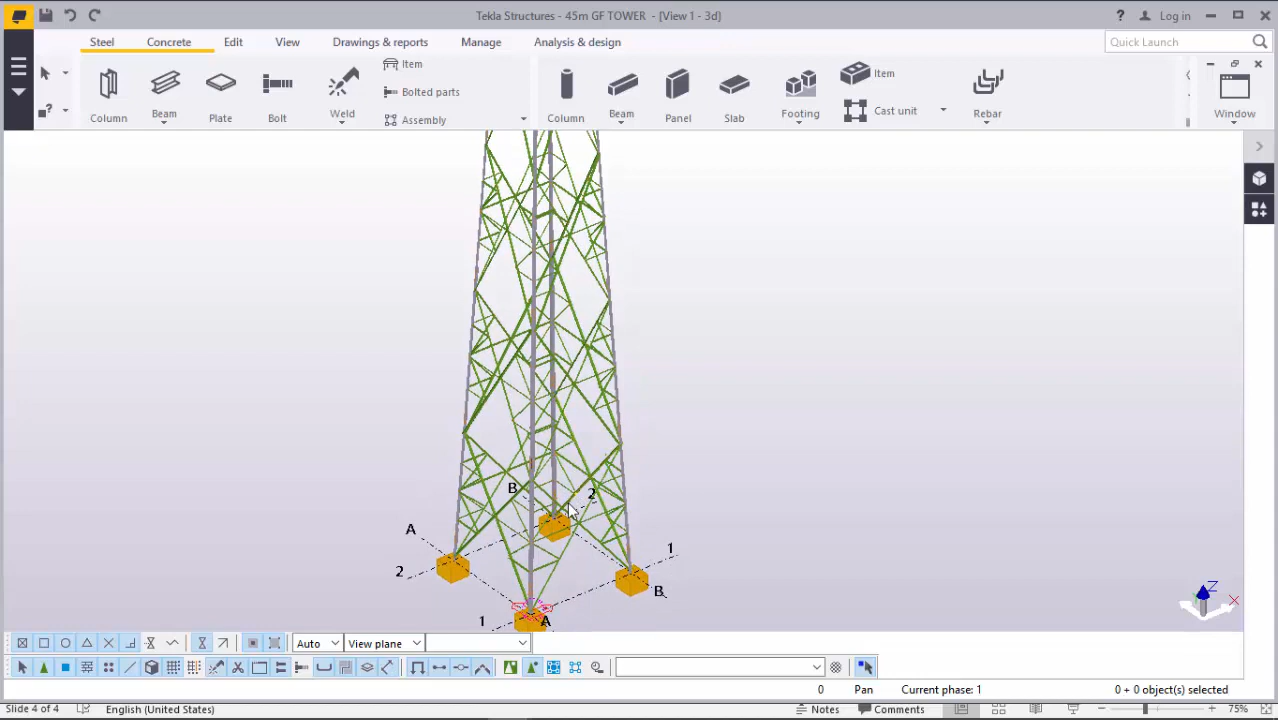 Tekla Structures - 45m GF TOWER - [View 1 - 3d]
? Log in
Steel Concrete Edit View Drawings & reports Manage Analysis & design Quick Launch
Item
Bolted parts
Assembly
Column Beam Plate Bolt Weld
Item
Cast unit
Column Beam Panel Slab Footing Rebar Window
B 2
A
2
1
B
1 A
Z
Auto View plane
0 Pan Current phase: 1 0 + 0 object(s) selected
Slide 4 of 4 English (United States) Notes Comments 75%